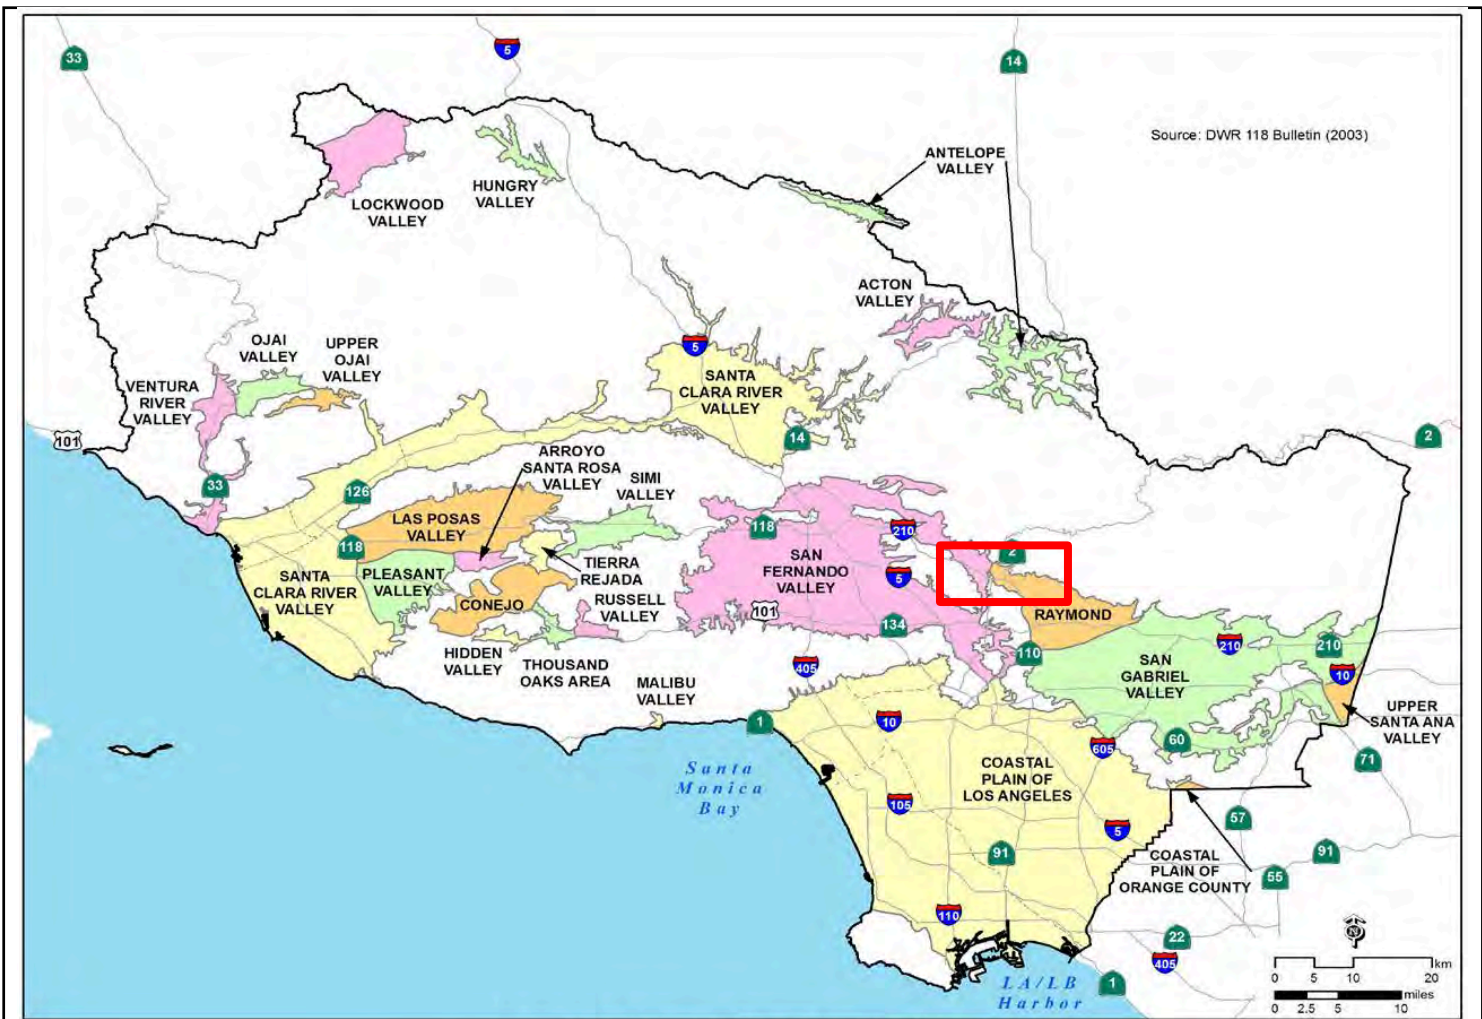 33
5
14
Source: DWR 118 Bulletin (2003)
ANTELOPE
VALLEY
HUNGRY
VALLEY
LOCKWOOD
VALLEY
ACTON
VALLEY
OJAI
VALLEY
UPPER
OJAI
VALLEY
5
VENTURA
RIVER
VALLEY
SANTA
CLARA RIVER
VALLEY
101
14
2
ARROYO
SANTA ROSA
VALLEY
SIMI
VALLEY
33
126
LAS POSAS
VALLEY
118
118
210
2
SAN
FERNANDO
VALLEY
5
TIERRA
REJADA
PLEASANT
VALLEY
SANTA
CLARA RIVER
VALLEY
CONEJO
RUSSELL
VALLEY
101
134
RAYMOND
HIDDEN
VALLEY
THOUSAND
OAKS AREA
110
210
210
405
SAN
GABRIEL
VALLEY
10
MALIBU
VALLEY
1
10
UPPER
SANTA ANA
VALLEY
60
605
71
Santa
Monica
Bay
COASTAL
PLAIN OF
LOS ANGELES
105
5
57
91
91
COASTAL
PLAIN OF
ORANGE COUNTY
55
110
22
405
N
LA/LB
Harbor
1
km
0 5 10 20
miles
0 2.5 5 10